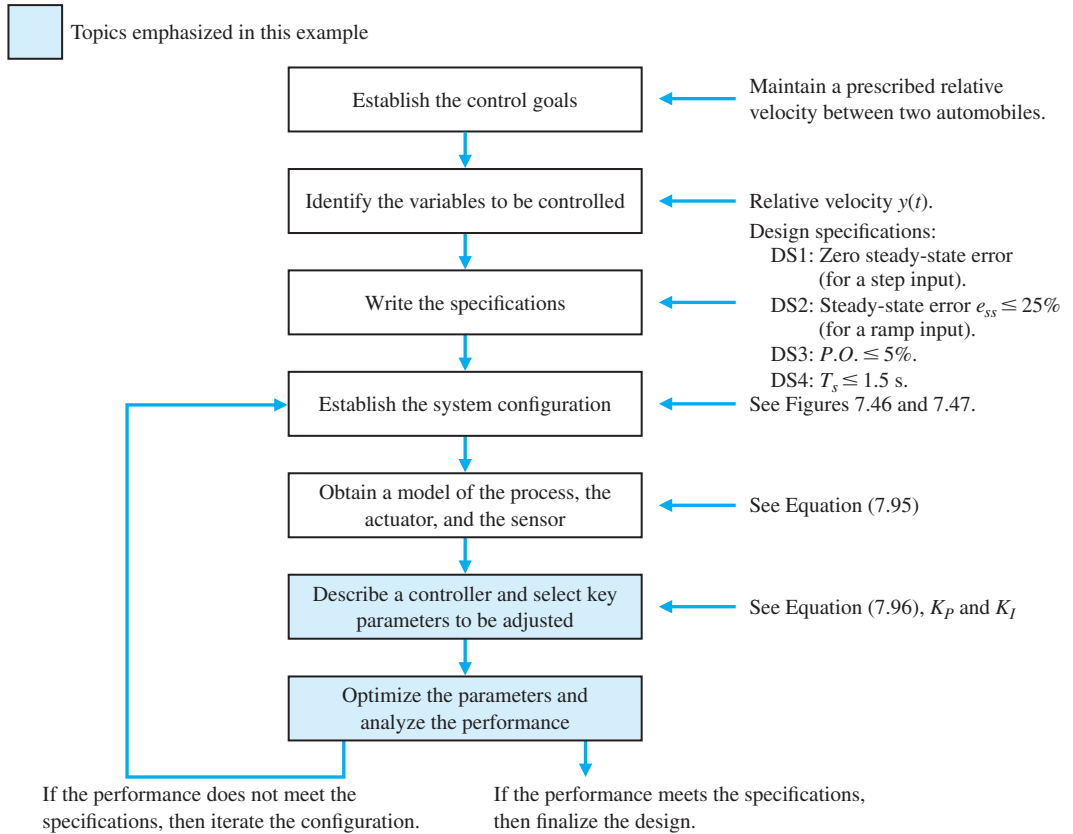 Topics emphasized in this example
Establish the control goals
Maintain a prescribed relative
velocity between two automobiles.
Identify the variables to be controlled
Relative velocity y(t).
Design specifications:
DS1: Zero steady-state error
(for a step input).
Write the specifications
DS2: Steady-state error e_ss ≤ 25%
(for a ramp input).
DS3: P.O. ≤ 5%.
DS4: T_s ≤ 1.5 s.
Establish the system configuration
See Figures 7.46 and 7.47.
Obtain a model of the process, the
actuator, and the sensor
See Equation (7.95)
Describe a controller and select key
parameters to be adjusted
See Equation (7.96), K_P and K_I
Optimize the parameters and
analyze the performance
If the performance does not meet the
specifications, then iterate the configuration.
If the performance meets the specifications,
then finalize the design.